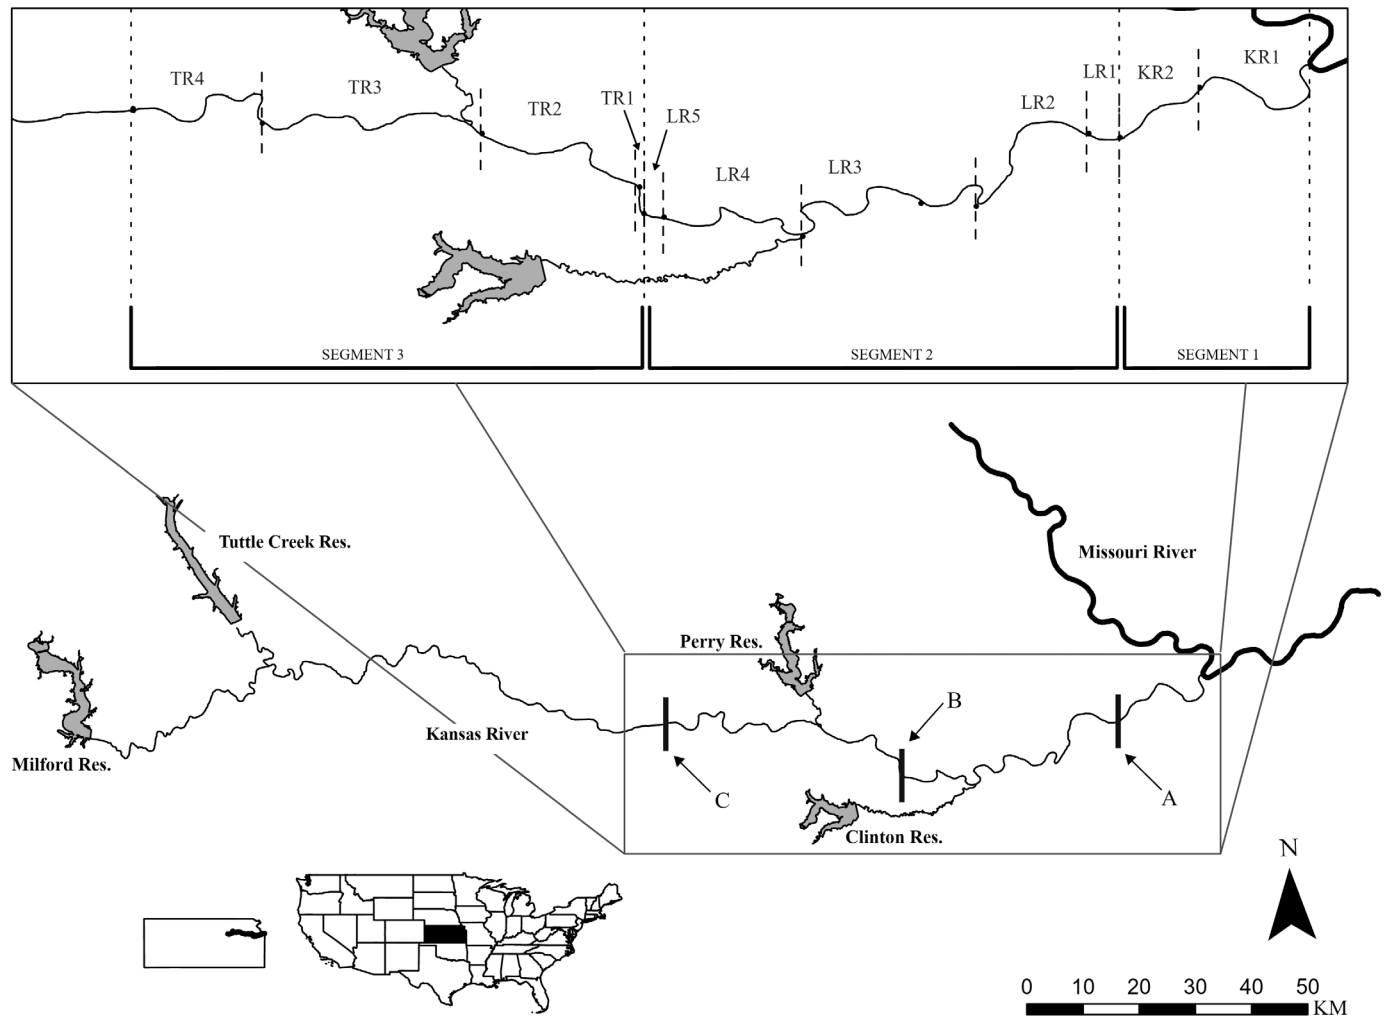 KR1
KR2
LR1
TR4
TR3
TR1
LR2
TR2
LR5
LR3
LR4
SEGMENT 3
SEGMENT 2
SEGMENT 1
Tuttle Creek Res.
Missouri River
Perry Res.
B
Kansas River
Milford Res.
C
A
Clinton Res.
N
0 10 20 30 40 50
KM